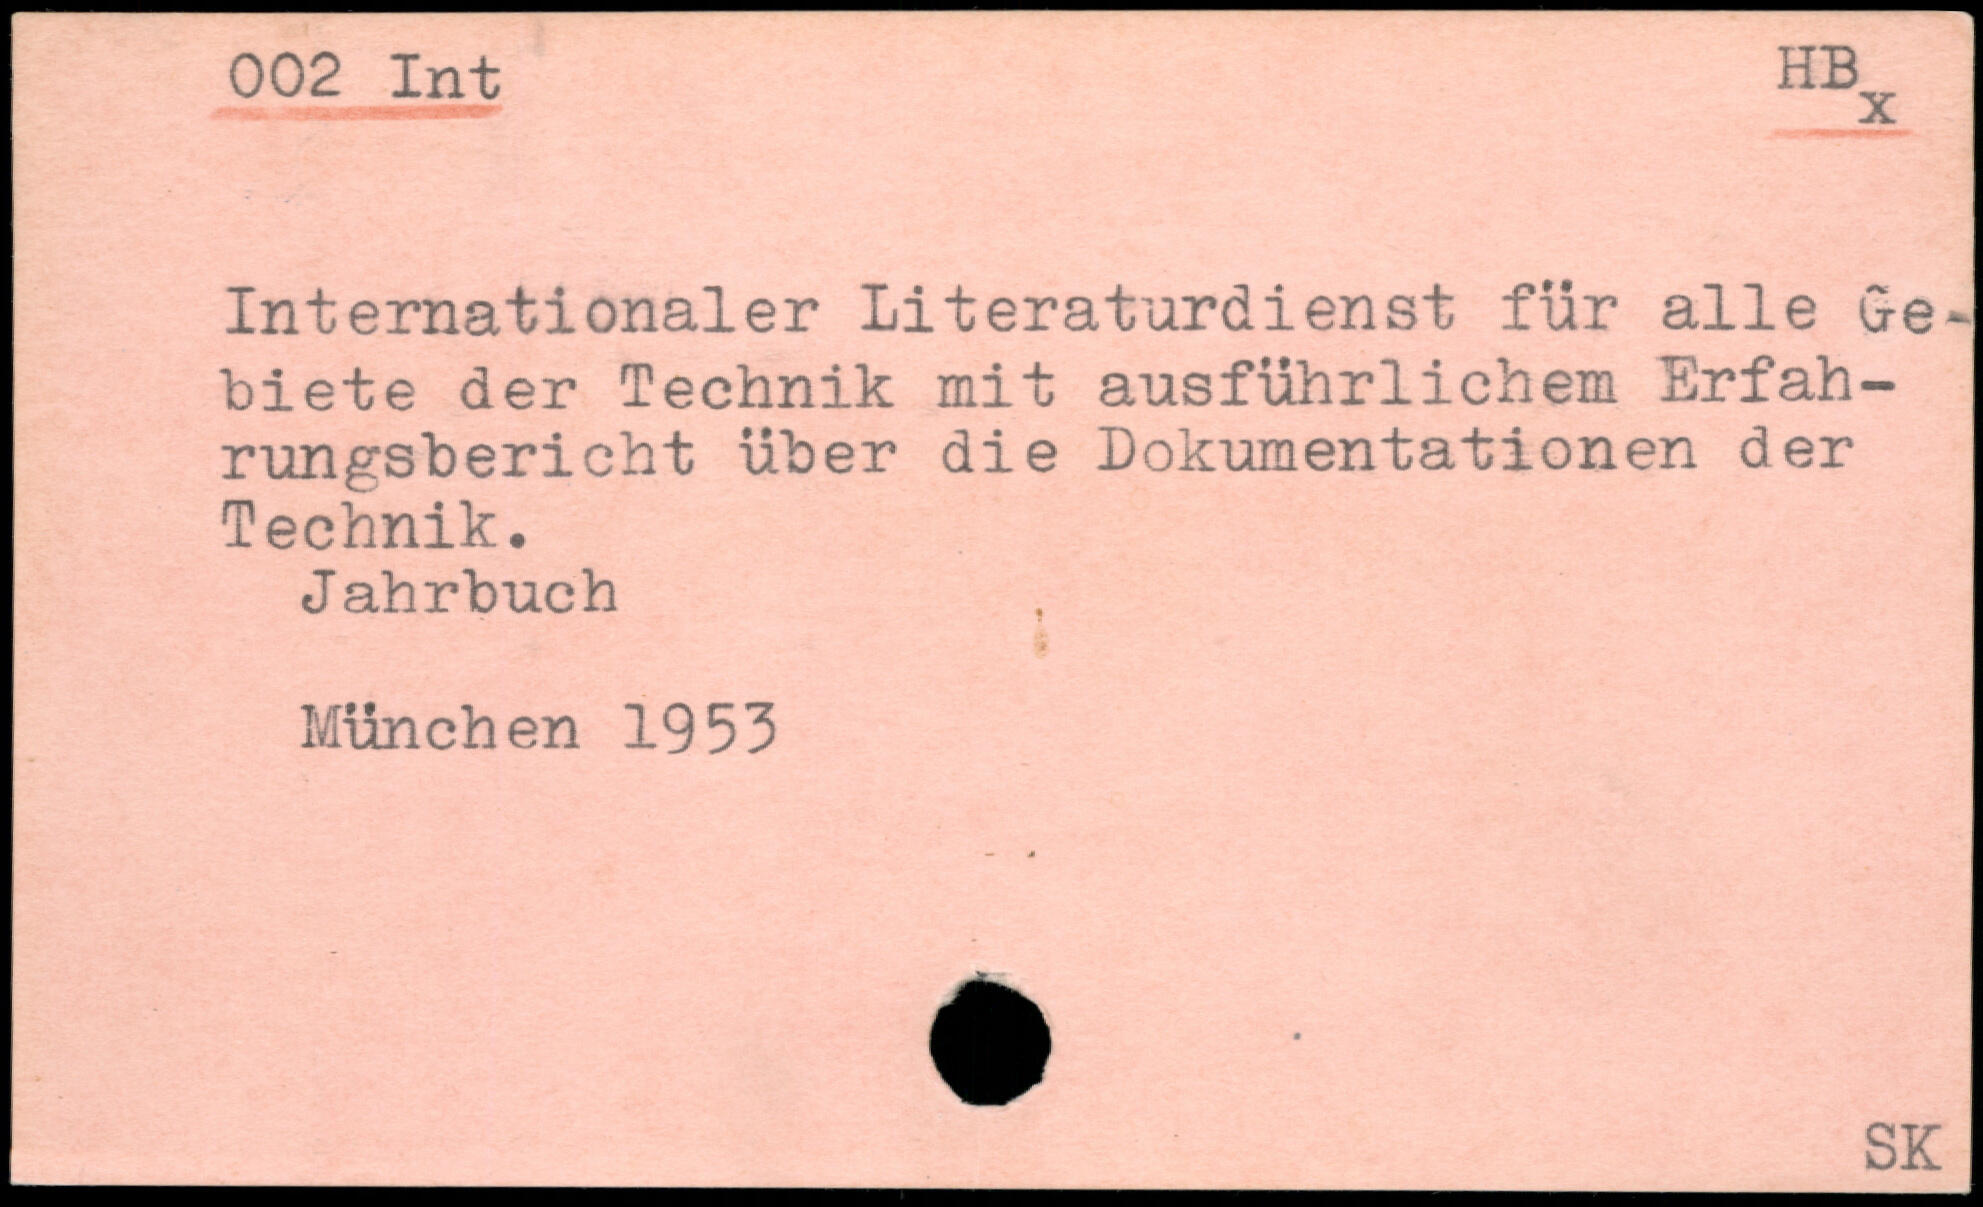 002 Int HBx
Internationaler Literaturdienst für alle Ge-
biete der Technik mit ausführlichem Erfah-
rungsbericht über die Dokumentationen der
Technik.
Jahrbuch
München 1953
SK